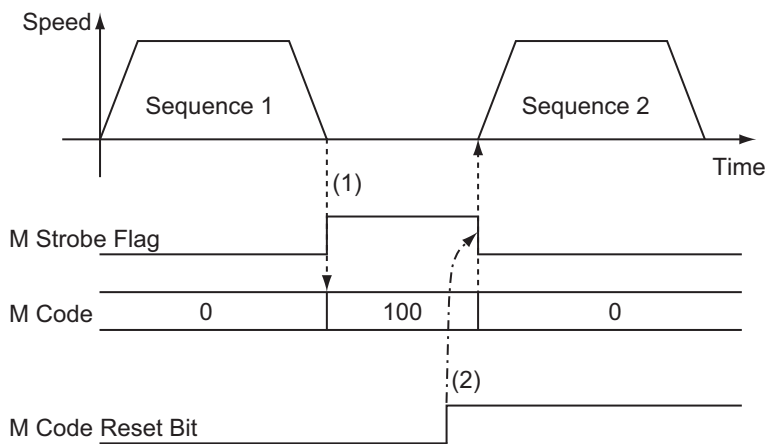 Speed
Sequence 1
Sequence 2
Time
(1)
M Strobe Flag
M Code
0
100
0
(2)
M Code Reset Bit